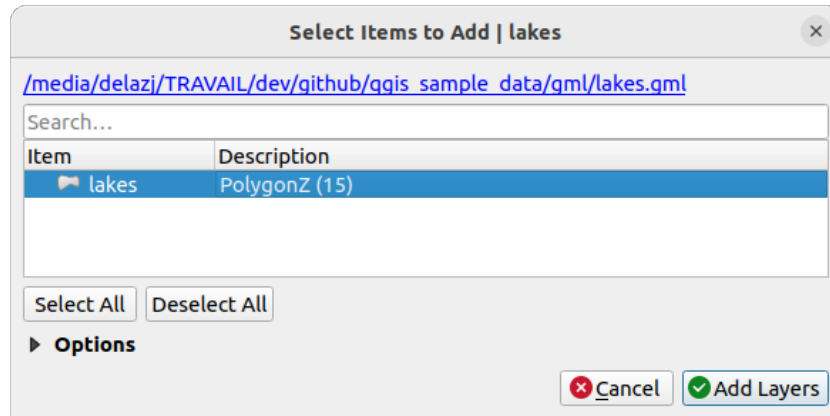 Select Items to Add | lakes
/media/delazj/TRAVAIL/dev/github/qgis_sample_data/gml/lakes.gml
Search…
Item Description
lakes PolygonZ (15)
Select All Deselect All
Options
Cancel Add Layers